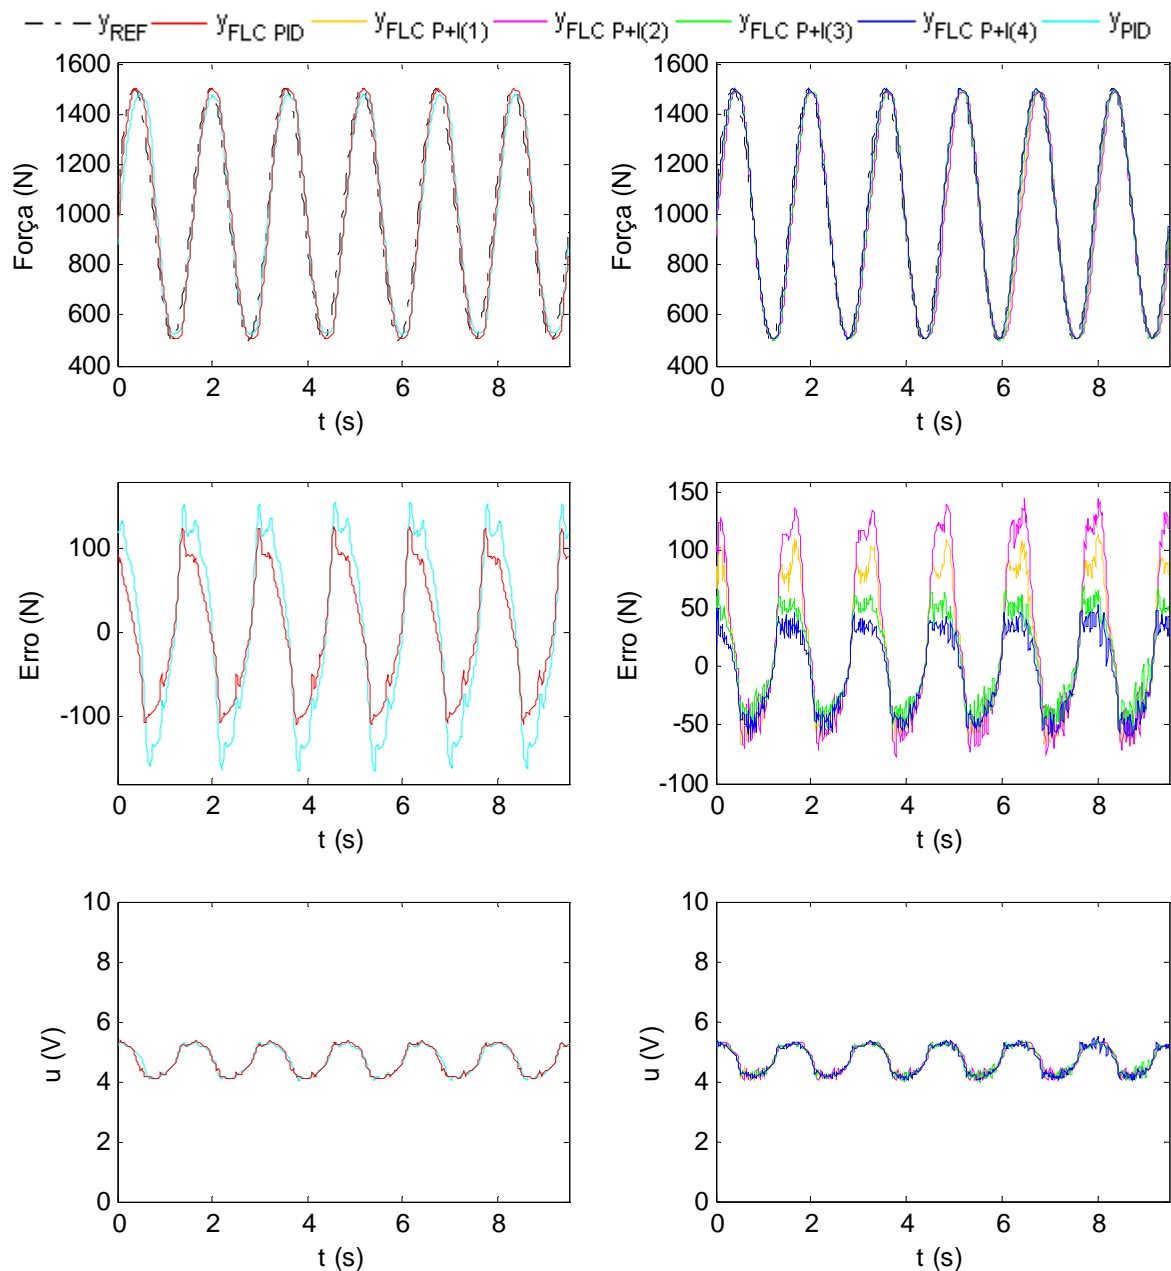 y_REF y_FLC PID y_FLC P+I(1) y_FLC P+I(2) y_FLC P+I(3) y_FLC P+I(4) y_PID
1600
1400
1200
1000
800
600
400
Força (N)
0 2 4 6 8
t (s)
1600
1400
1200
1000
800
600
400
Força (N)
0 2 4 6 8
t (s)
100
0
-100
Erro (N)
0 2 4 6 8
t (s)
150
100
50
0
-50
-100
Erro (N)
0 2 4 6 8
t (s)
10
8
6
4
2
0
u (V)
0 2 4 6 8
t (s)
10
8
6
4
2
0
u (V)
0 2 4 6 8
t (s)